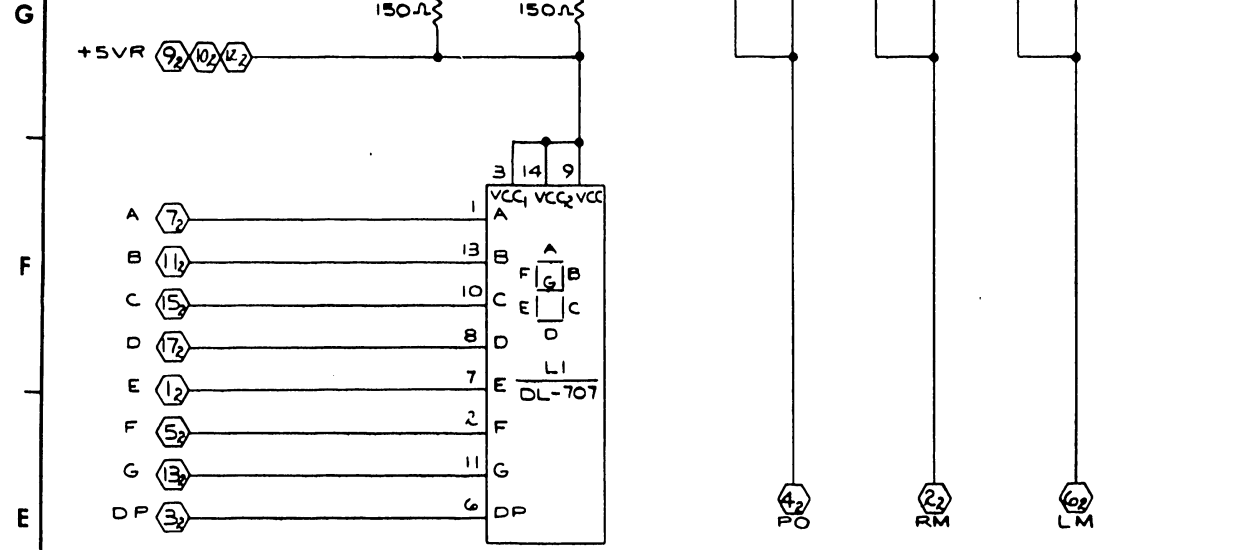 G
150Ω 150Ω
+5VR 9₂ 10₂ 12₂
3 14 9
VCC₁ VCC₂ VCC
A 7₂ 1 A
B 11₂ 13 B
C 15₂ 10 C
D 17₂ 8 D
E 1₂ 7 E
F 5₂ 2 F
G 13₂ 11 G
DP 3₂ 6 DP
A
F G B
E C
D
L1
DL-707
F
E
4₂ 2₂ 6₂
PO RM LM